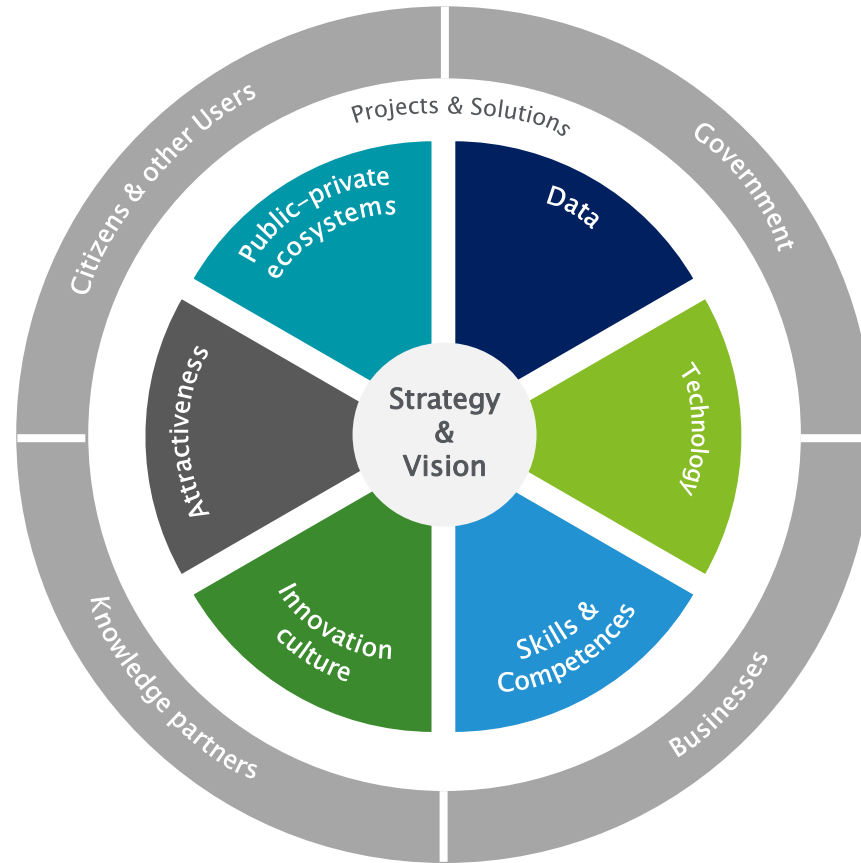 Citizens & other Users
Government
Projects & Solutions
Public-private
ecosystems
Data
Attractiveness
Strategy
&
Vision
Technology
Innovation
culture
Skills &
Competences
Knowledge partners
Businesses